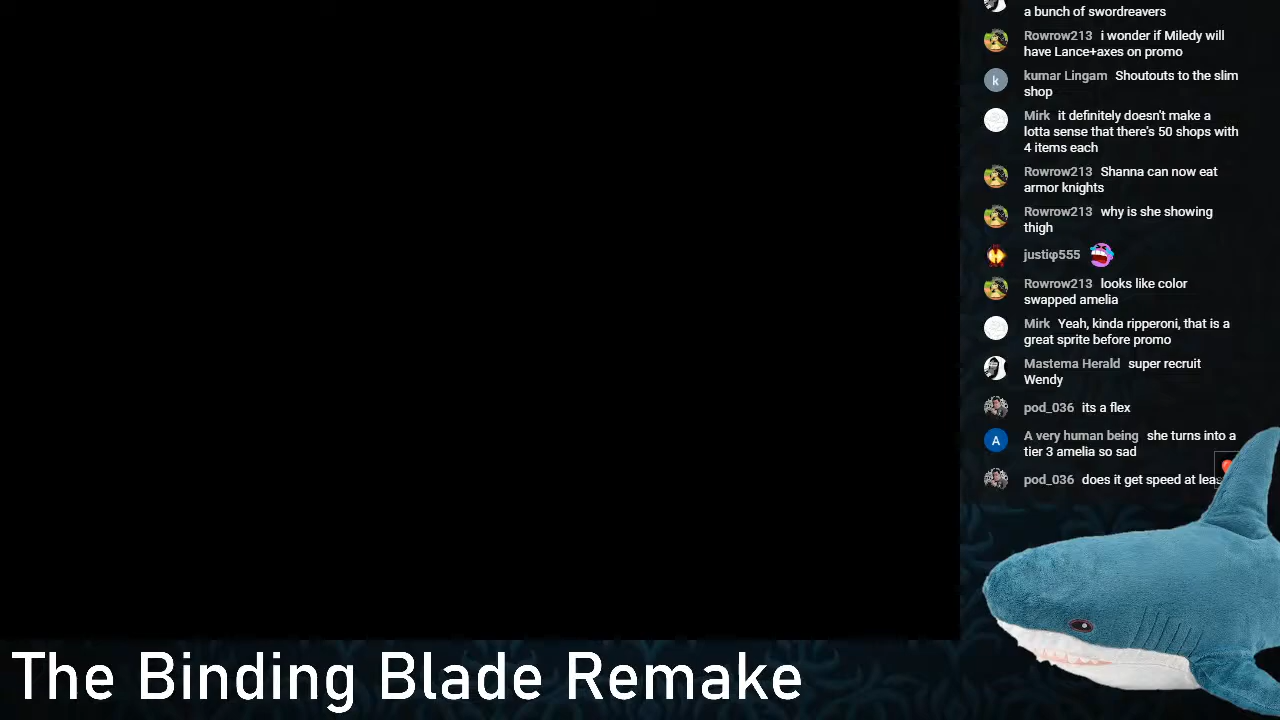 a bunch of swordreavers
Rowrow213 i wonder if Miledy will
have Lance+axes on promo
kumar Lingam Shoutouts to the slim
shop
Mirk it definitely doesn't make a
lotta sense that there's 50 shops with
4 items each
Rowrow213 Shanna can now eat
armor knights
Rowrow213 why is she showing
thigh
justiφ555
Rowrow213 looks like color
swapped amelia
Mirk Yeah, kinda ripperoni, that is a
great sprite before promo
Mastema Herald super recruit
Wendy
pod_036 its a flex
A very human being she turns into a
tier 3 amelia so sad
pod_036 does it get speed at
k
A
The Binding Blade Remake